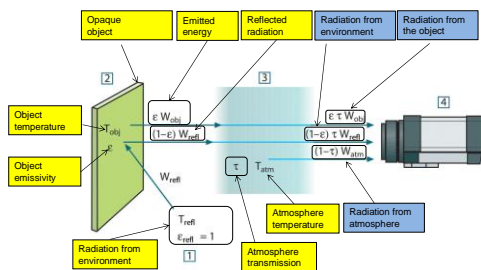 Opaque
object
Emitted
energy
Reflected
radiation
Radiation from
environment
Radiation from
the object
2
3
4
Object
temperature
T_obj
ε W_obj
ε τ W_obj
(1−ε) W_refl
(1−ε) τ W_refl
ε
Object
emissivity
(1−τ) W_atm
W_refl
τ
T_atm
T_refl
ε_refl = 1
Atmosphere
temperature
Radiation from
atmosphere
Radiation from
environment
1
Atmosphere
transmission